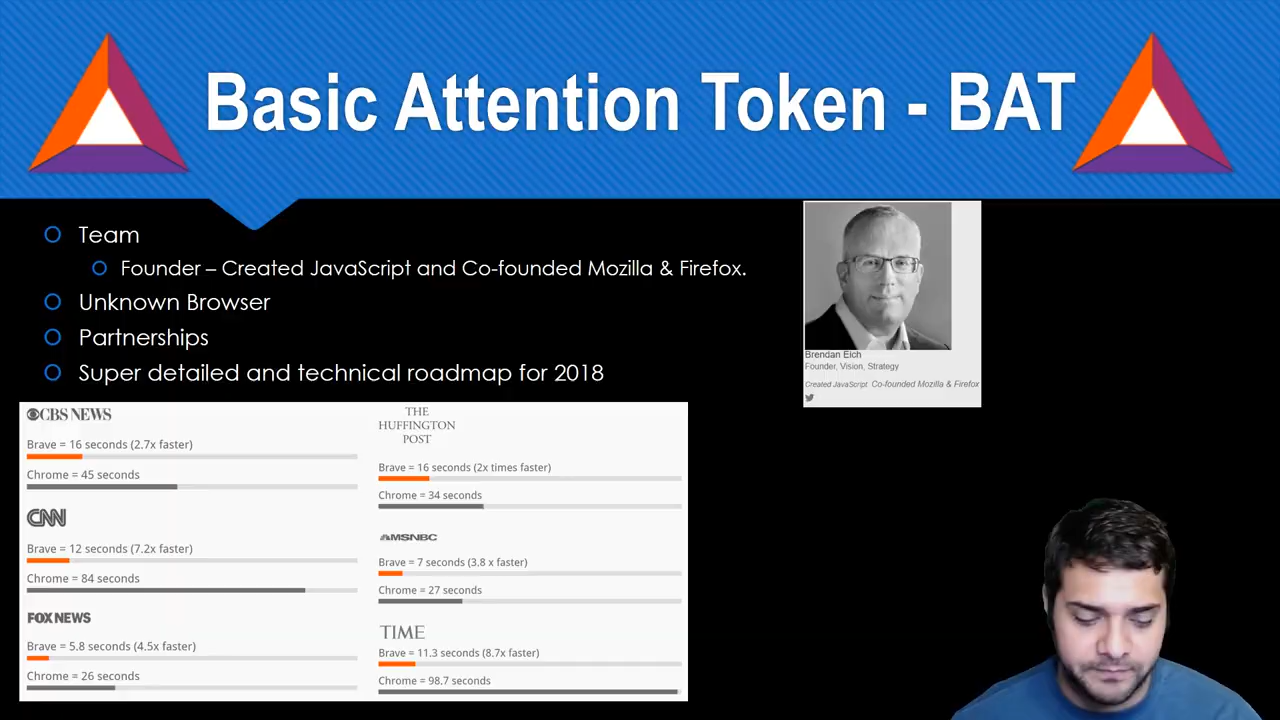 Basic Attention Token - BAT
Team
Founder – Created JavaScript and Co-founded Mozilla & Firefox.
Unknown Browser
Partnerships
Super detailed and technical roadmap for 2018
Brendan Eich
Founder, Vision, Strategy
Created JavaScript Co-founded Mozilla & Firefox
CBS NEWS
Brave = 16 seconds (2.7x faster)
Chrome = 45 seconds
CNN
Brave = 12 seconds (7.2x faster)
Chrome = 84 seconds
FOX NEWS
Brave = 5.8 seconds (4.5x faster)
Chrome = 26 seconds
THE
HUFFINGTON
POST
Brave = 16 seconds (2x times faster)
Chrome = 34 seconds
MSNBC
Brave = 7 seconds (3.8 x faster)
Chrome = 27 seconds
TIME
Brave = 11.3 seconds (8.7x faster)
Chrome = 98.7 seconds